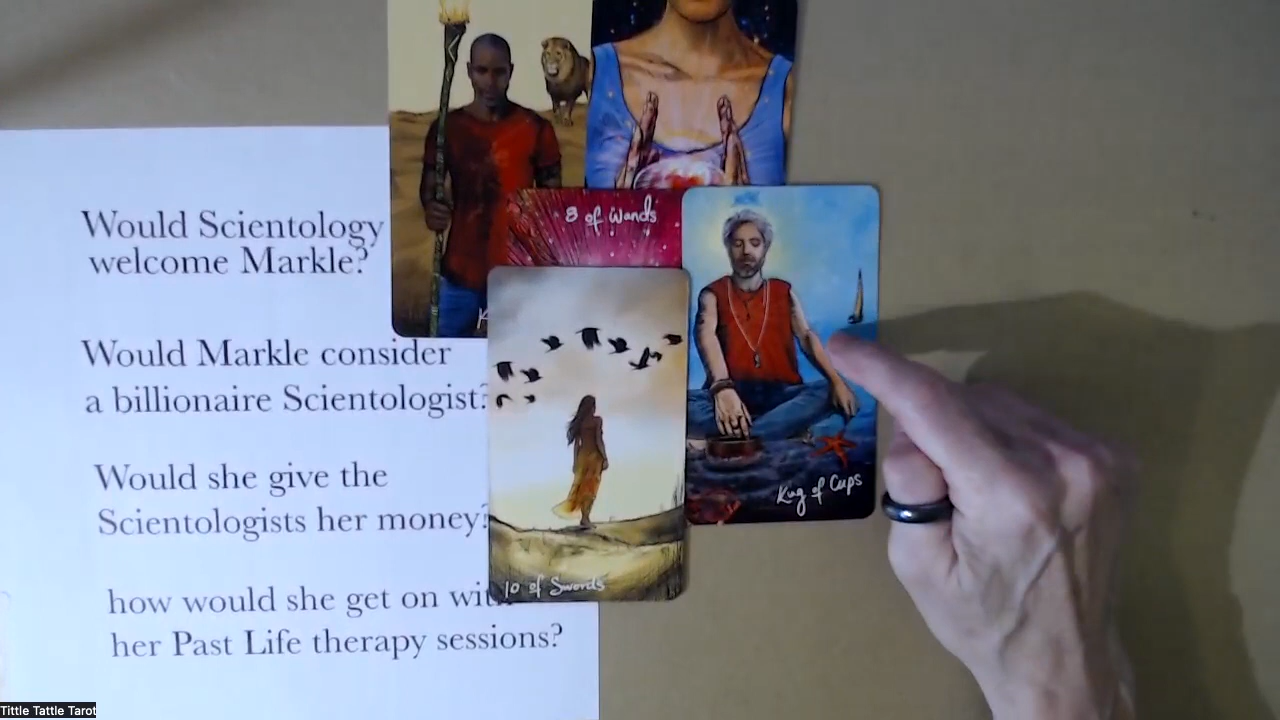 Would Scientology
welcome Markle?
Would Markle consider
a billionaire Scientologist?
Would she give the
Scientologists her money?
how would she get on with
her Past Life therapy sessions?
8 of Wands
King of Cups
10 of Swords
Tittle Tattle Tarot